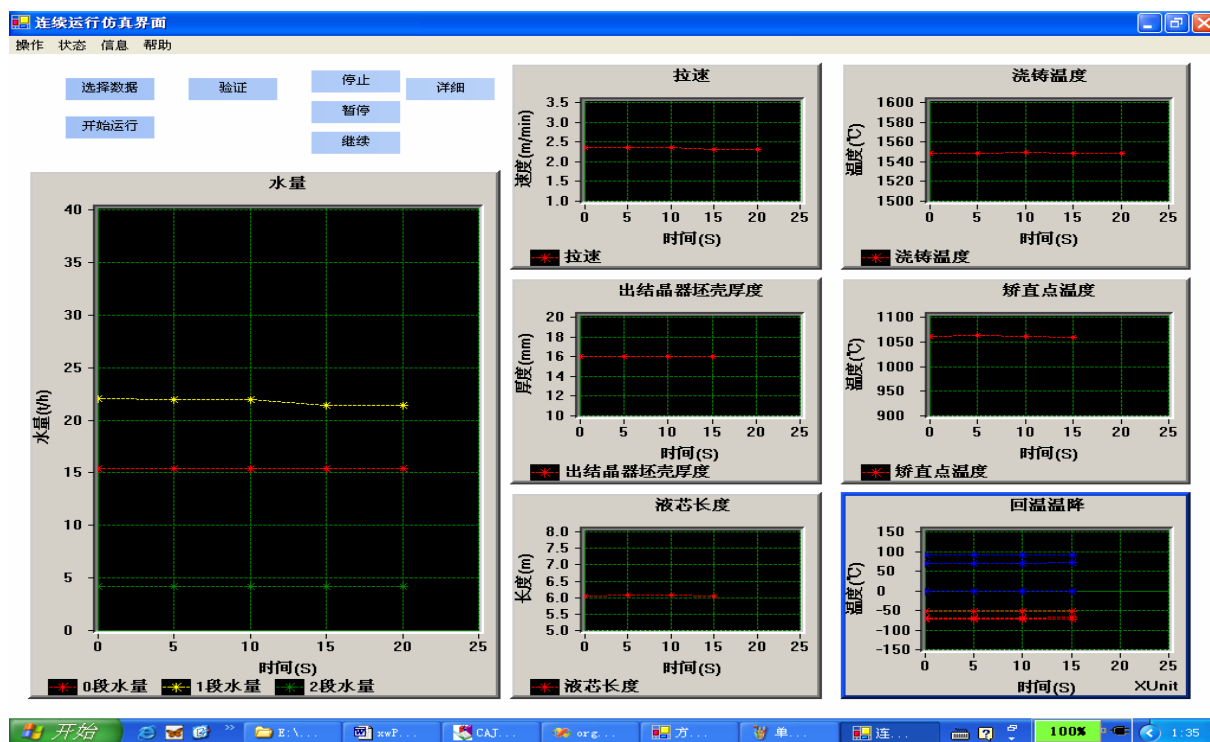 连续运行仿真界面
操作 状态 信息 帮助
选择数据 验证 停止 详细
开始运行 暂停
继续
水量
40
35
30
25
20
15
10
5
0
水量(t/h)
0 5 10 15 20 25
时间(S)
0段水量 1段水量 2段水量
拉速
3.5
3.0
2.5
2.0
1.5
1.0
速度(m/min)
0 5 10 15 20 25
时间(S)
拉速
浇铸温度
1600
1580
1560
1540
1520
1500
温度(℃)
0 5 10 15 20 25
时间(S)
浇铸温度
出结晶器坯壳厚度
20
18
16
14
12
10
厚度(mm)
0 5 10 15 20 25
时间(S)
出结晶器坯壳厚度
矫直点温度
1100
1050
1000
950
900
温度(℃)
0 5 10 15 20 25
时间(S)
矫直点温度
液芯长度
8.0
7.5
7.0
6.5
6.0
5.5
5.0
长度(m)
0 5 10 15 20 25
时间(S)
液芯长度
回温温降
150
100
50
0
-50
-100
-150
温度(℃)
0 5 10 15 20 25
时间(S) XUnit
开始 E:\... xwP... CAJ... org... 方... 单... 连... 100% 1:35